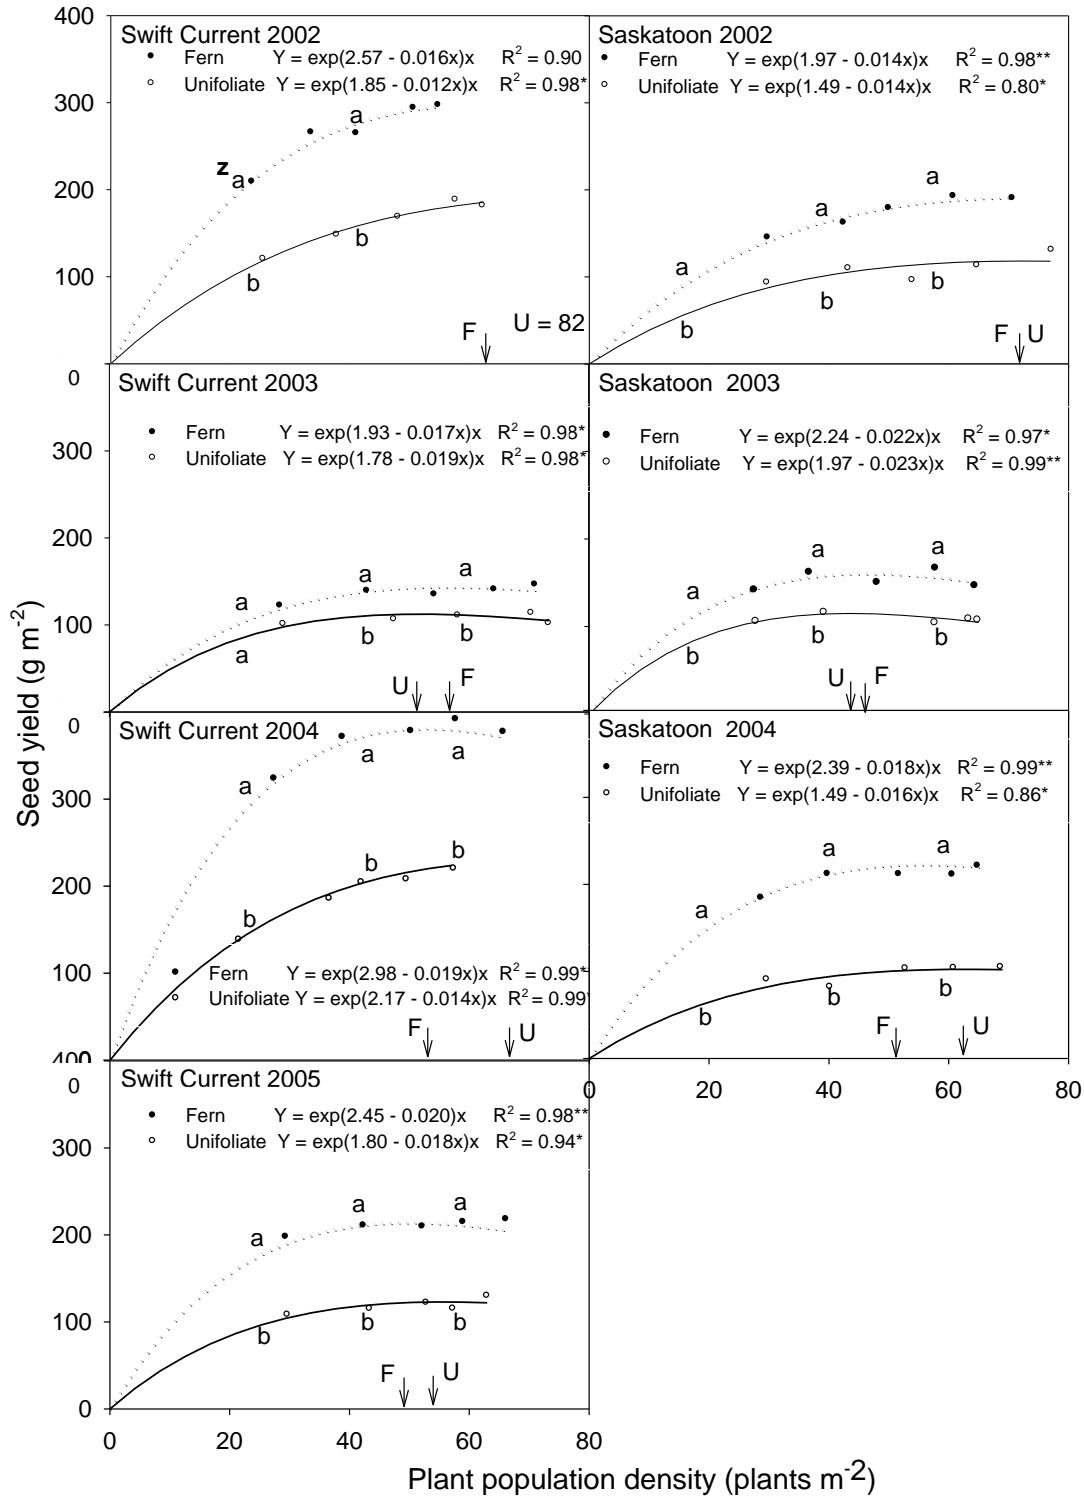 400
Swift Current 2002
Fern Y = exp(2.57 - 0.016x)x R2 = 0.90
Unifoliate Y = exp(1.85 - 0.012x)x R2 = 0.98*
300
a
z
a
200
b
b
100
F U = 82
0
Saskatoon 2002
Fern Y = exp(1.97 - 0.014x)x R2 = 0.98**
Unifoliate Y = exp(1.49 - 0.014x)x R2 = 0.80*
a
a
a
b
b
b
F U
Swift Current 2003
Fern Y = exp(1.93 - 0.017x)x R2 = 0.98*
Unifoliate Y = exp(1.78 - 0.019x)x R2 = 0.98*
300
200
a a
a
100
b b
a
U F
0
Saskatoon 2003
Fern Y = exp(2.24 - 0.022x)x R2 = 0.97*
Unifoliate Y = exp(1.97 - 0.023x)x R2 = 0.99**
a a
a
b b
b
U F
Seed yield (g m-2)
Swift Current 2004
a a
a
300
200
b b
b
100
Fern Y = exp(2.98 - 0.019x)x R2 = 0.99*
Unifoliate Y = exp(2.17 - 0.014x)x R2 = 0.99*
F U
400
0
Saskatoon 2004
Fern Y = exp(2.39 - 0.018x)x R2 = 0.99**
Unifoliate Y = exp(1.49 - 0.016x)x R2 = 0.86*
a a
a
b b b
F U
0 20 40 60 80
Swift Current 2005
Fern Y = exp(2.45 - 0.020)x R2 = 0.98**
Unifoliate Y = exp(1.80 - 0.018x)x R2 = 0.94*
300
200
a a
a
100
b b b
F U
0
0 20 40 60 80
Plant population density (plants m-2)